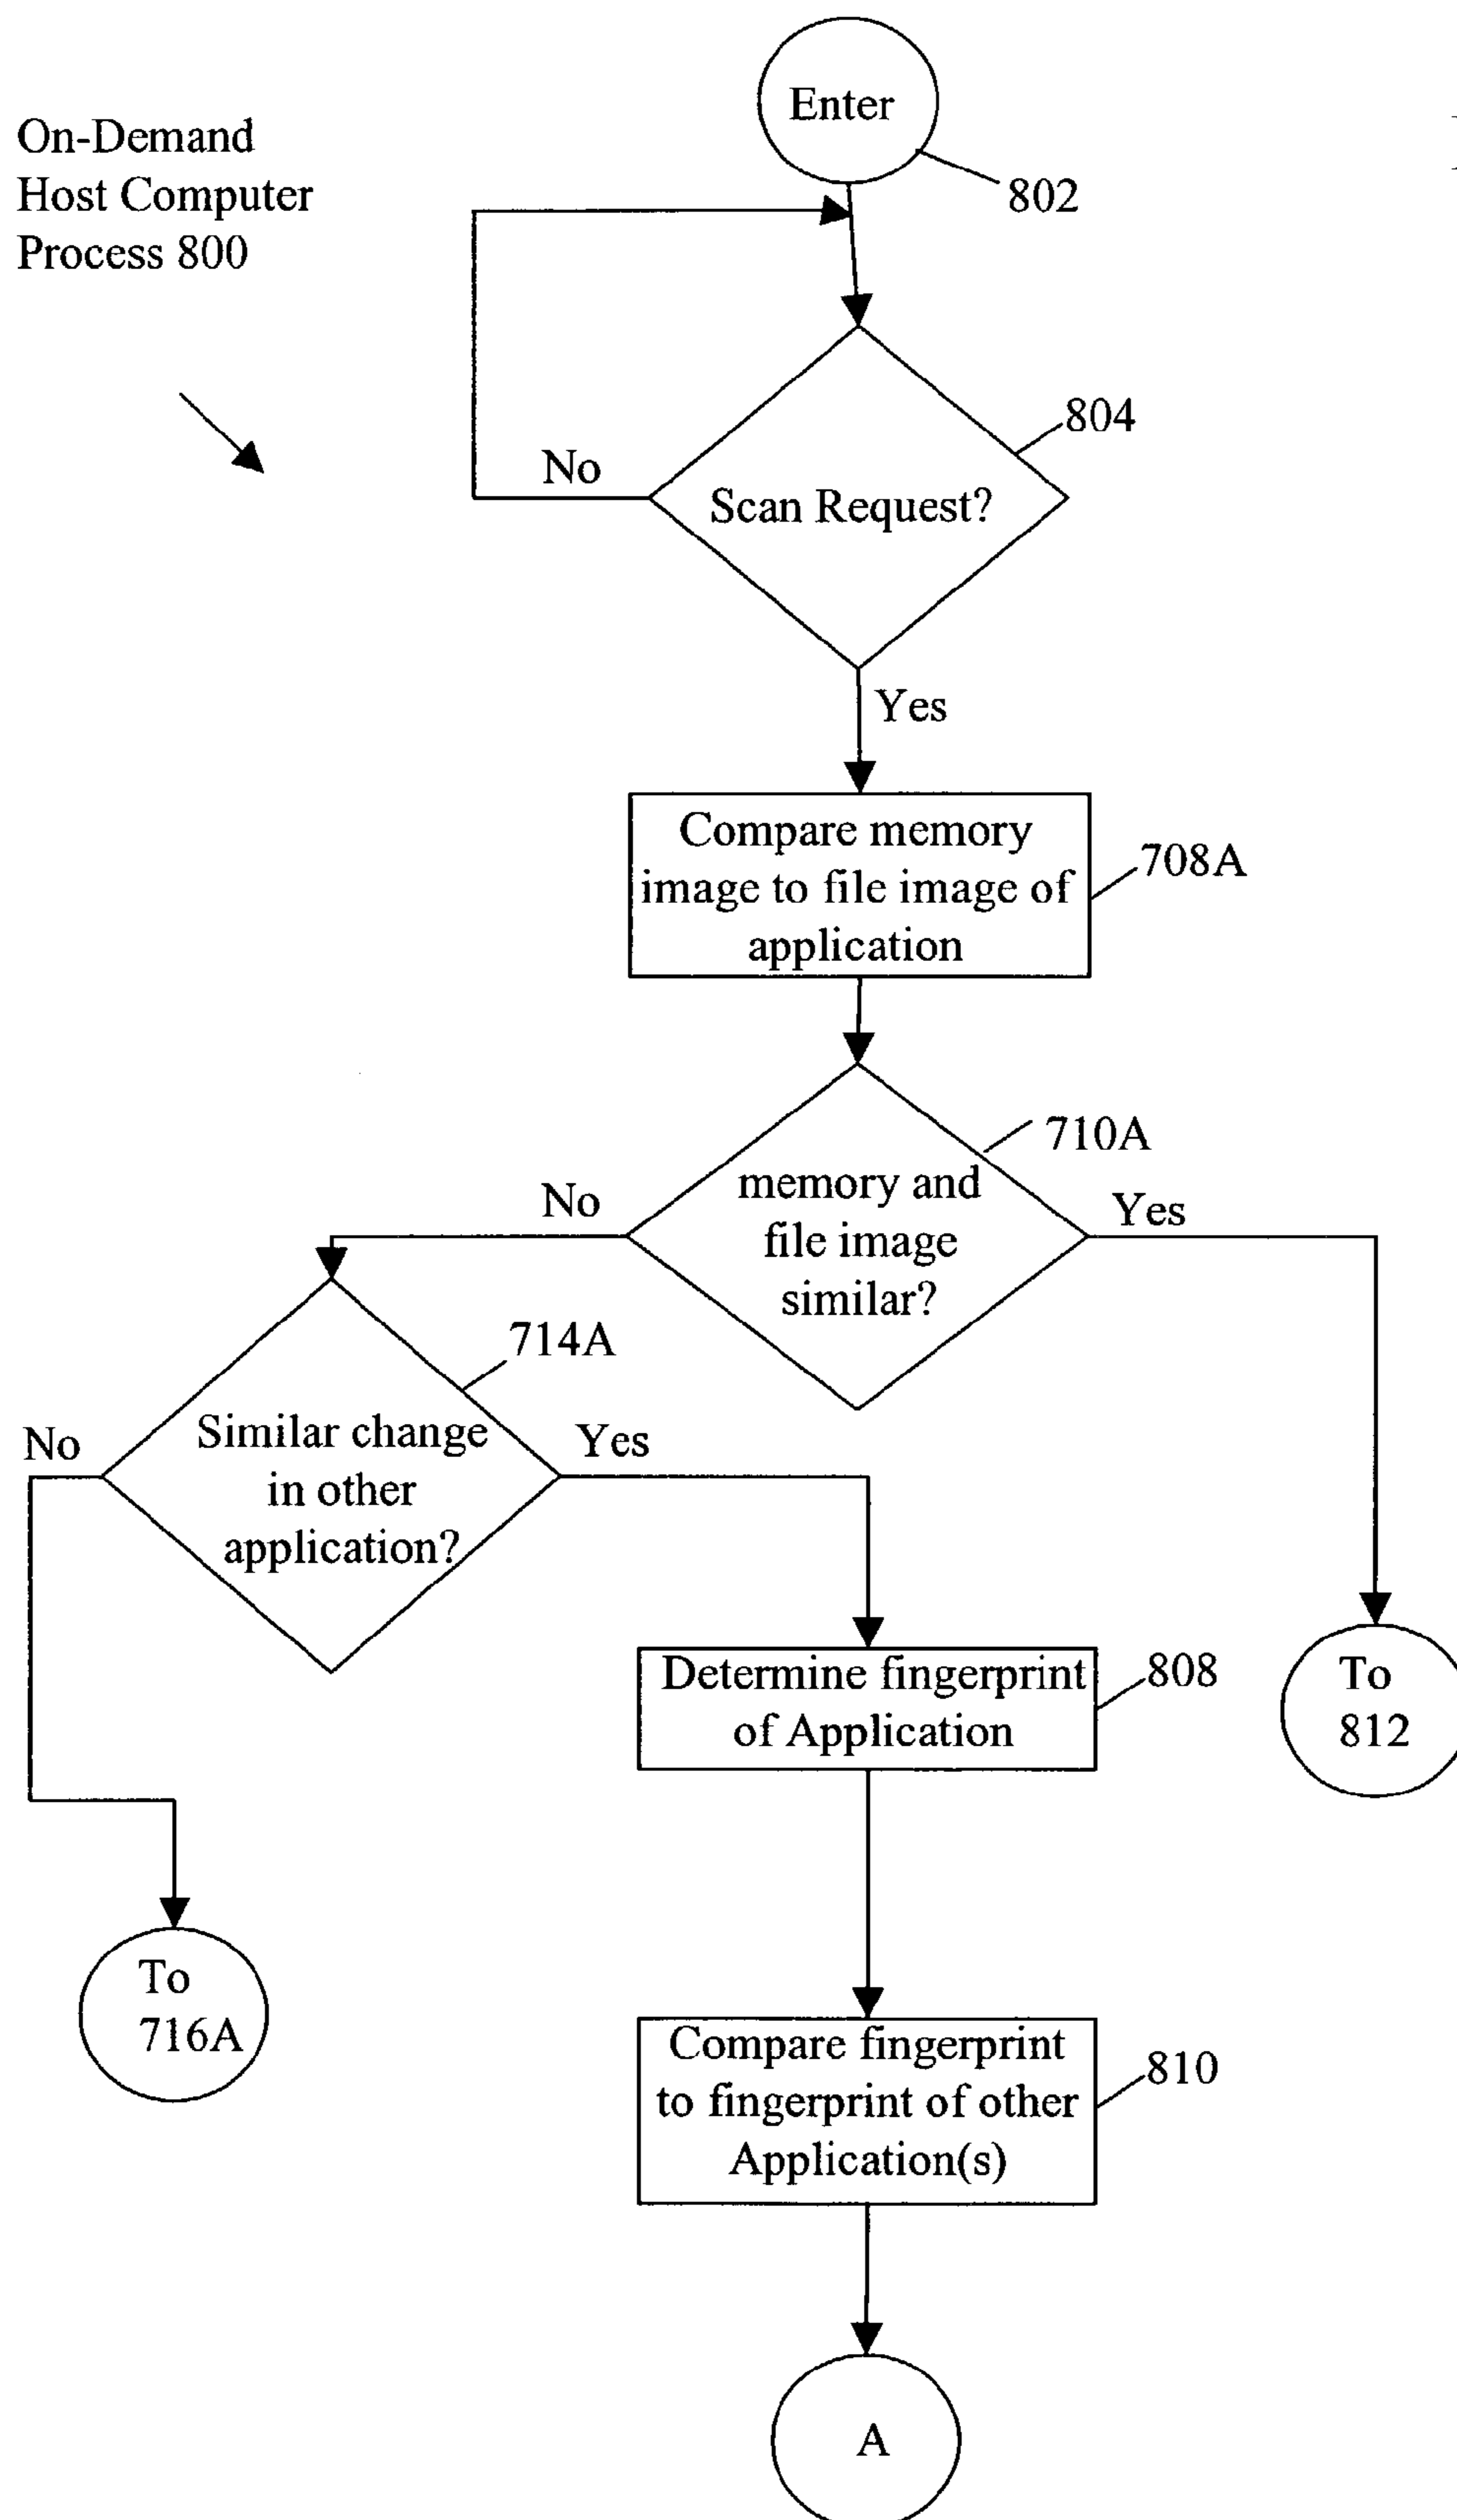 Enter
802
On-Demand
Host Computer
Process 800
804
No
Scan Request?
Yes
Compare memory
image to file image of
application
708A
710A
memory and
file image
similar?
No
Yes
714A
Similar change
in other
application?
No
Yes
Determine fingerprint
of Application
808
To
812
To
716A
Compare fingerprint
to fingerprint of other
Application(s)
810
A